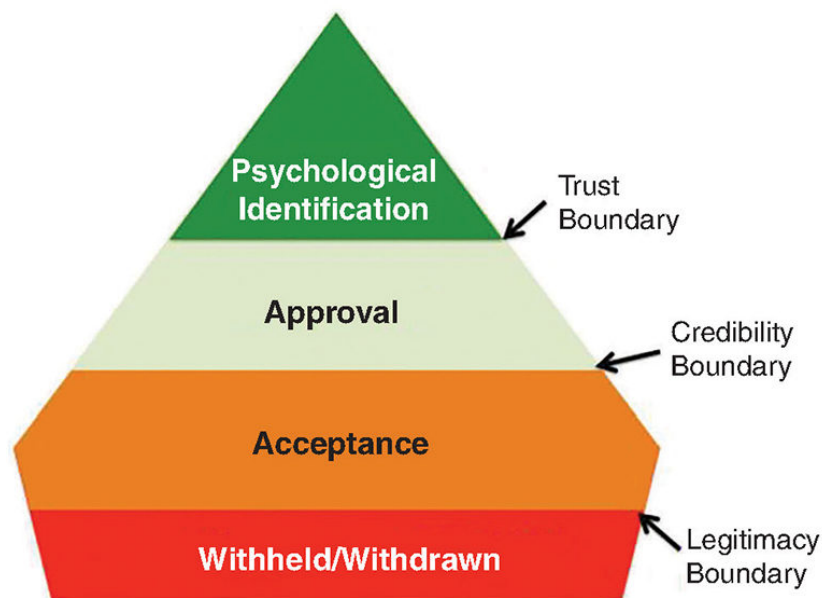 Psychological
Identification
Trust
Boundary
Approval
Credibility
Boundary
Acceptance
Withheld/Withdrawn
Legitimacy
Boundary